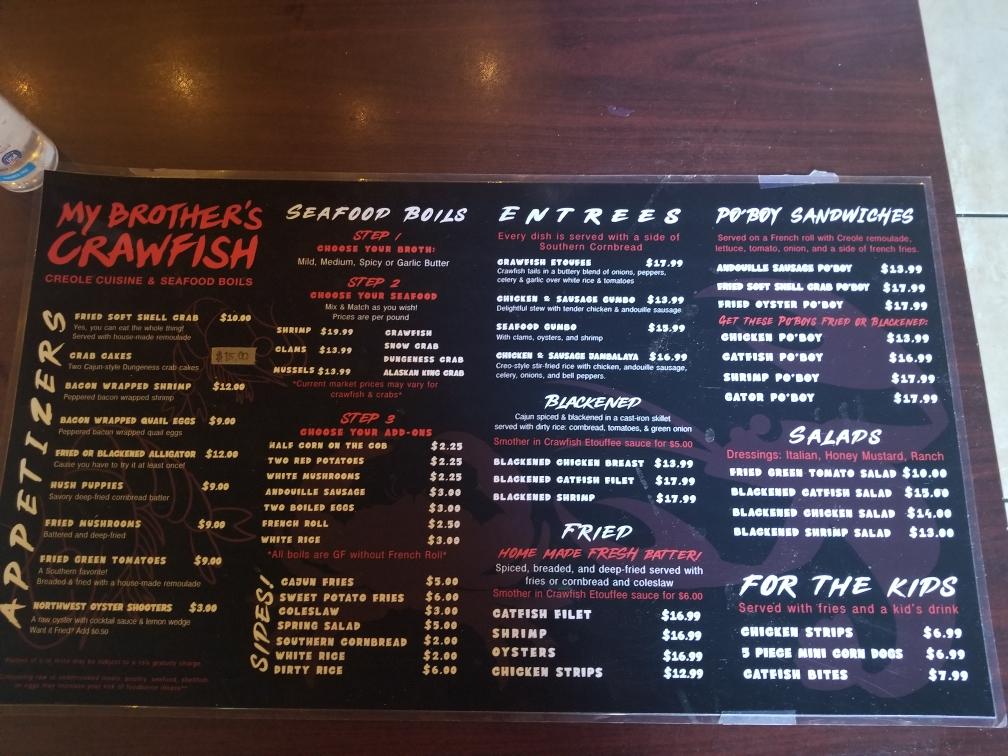 MY BROTHER'S
CRAWFISH
CREOLE CUISINE & SEAFOOD BOILS
APPETIZERS
FRIED SOFT SHELL CRAB $10.00
Yes, you can eat the whole thing!
Served with house-made remoulade
CRAB CAKES $15.00
Two Cajun-style Dungeness crab cakes
BACON WRAPPED SHRIMP $12.00
Peppered bacon wrapped shrimp
BACON WRAPPED QUAIL EGGS $9.00
Peppered bacon wrapped quail eggs
FRIED OR BLACKENED ALLIGATOR $12.00
Cause you have to try it at least once!
HUSH PUPPIES $9.00
Savory deep-fried cornbread batter
FRIED MUSHROOMS $9.00
Battered and deep-fried
FRIED GREEN TOMATOES $9.00
A Southern favorite!
Breaded & fried with a house-made remoulade
NORTHWEST OYSTER SHOOTERS $3.00
A raw oyster with cocktail sauce & lemon wedge
Want it Fried? Add $0.50
SEAFOOD BOILS
STEP 1
CHOOSE YOUR BROTH:
Mild, Medium, Spicy or Garlic Butter
STEP 2
CHOOSE YOUR SEAFOOD
Mix & Match as you wish!
Prices are per pound
SHRIMP $19.99
CLAMS $13.99
MUSSELS $13.99
CRAWFISH
SNOW CRAB
DUNGENESS CRAB
ALASKAN KING CRAB
*Current market prices may vary for
crawfish & crabs*
STEP 3
CHOOSE YOUR ADD-ONS
HALF CORN ON THE COB $2.25
TWO RED POTATOES $2.25
WHITE MUSHROOMS $2.25
ANDOUILLE SAUSAGE $3.00
TWO BOILED EGGS $3.00
FRENCH ROLL $2.50
WHITE RICE $3.00
*All boils are GF without French Roll*
SIDES!
CAJUN FRIES $5.00
SWEET POTATO FRIES $6.00
COLESLAW $3.00
SPRING SALAD $5.00
SOUTHERN CORNBREAD $2.00
WHITE RICE $2.00
DIRTY RICE $6.00
ENTREES
Every dish is served with a side of
Southern Cornbread
CRAWFISH ETOUFEE $17.99
Crawfish tails in a buttery blend of onions, peppers,
celery & garlic over white rice & tomatoes
CHICKEN & SAUSAGE GUMBO $13.99
Delightful stew with tender chicken & andouille sausage
SEAFOOD GUMBO $15.99
With clams, oysters, and shrimp
CHICKEN & SAUSAGE JAMBALAYA $16.99
Creo-style stir-fried rice with chicken, andouille sausage,
celery, onions, and bell peppers.
BLACKENED
Cajun spiced & blackened in a cast-iron skillet
served with dirty rice: cornbread, tomatoes, & green onion
Smother in Crawfish Etouffee sauce for $5.00
BLACKENED CHICKEN BREAST $13.99
BLACKENED CATFISH FILET $17.99
BLACKENED SHRIMP $17.99
FRIED
HOME MADE FRESH BATTER!
Spiced, breaded, and deep-fried served with
fries or cornbread and coleslaw
Smother in Crawfish Etouffee sauce for $6.00
CATFISH FILET $16.99
SHRIMP $16.99
OYSTERS $16.99
CHICKEN STRIPS $12.99
PO'BOY SANDWICHES
Served on a French roll with Creole remoulade,
lettuce, tomato, onion, and a side of french fries.
ANDOUILLE SAUSAGE PO'BOY $13.99
FRIED SOFT SHELL CRAB PO'BOY $17.99
FRIED OYSTER PO'BOY $17.99
GET THESE PO'BOYS FRIED OR BLACKENED:
CHICKEN PO'BOY $13.99
CATFISH PO'BOY $16.99
SHRIMP PO'BOY $17.99
GATOR PO'BOY $17.99
SALADS
Dressings: Italian, Honey Mustard, Ranch
FRIED GREEN TOMATO SALAD $10.00
BLACKENED CATFISH SALAD $15.00
BLACKENED CHICKEN SALAD $14.00
BLACKENED SHRIMP SALAD $13.00
FOR THE KIDS
Served with fries and a kid's drink
CHICKEN STRIPS $6.99
5 PIECE MINI CORN DOGS $6.99
CATFISH BITES $7.99